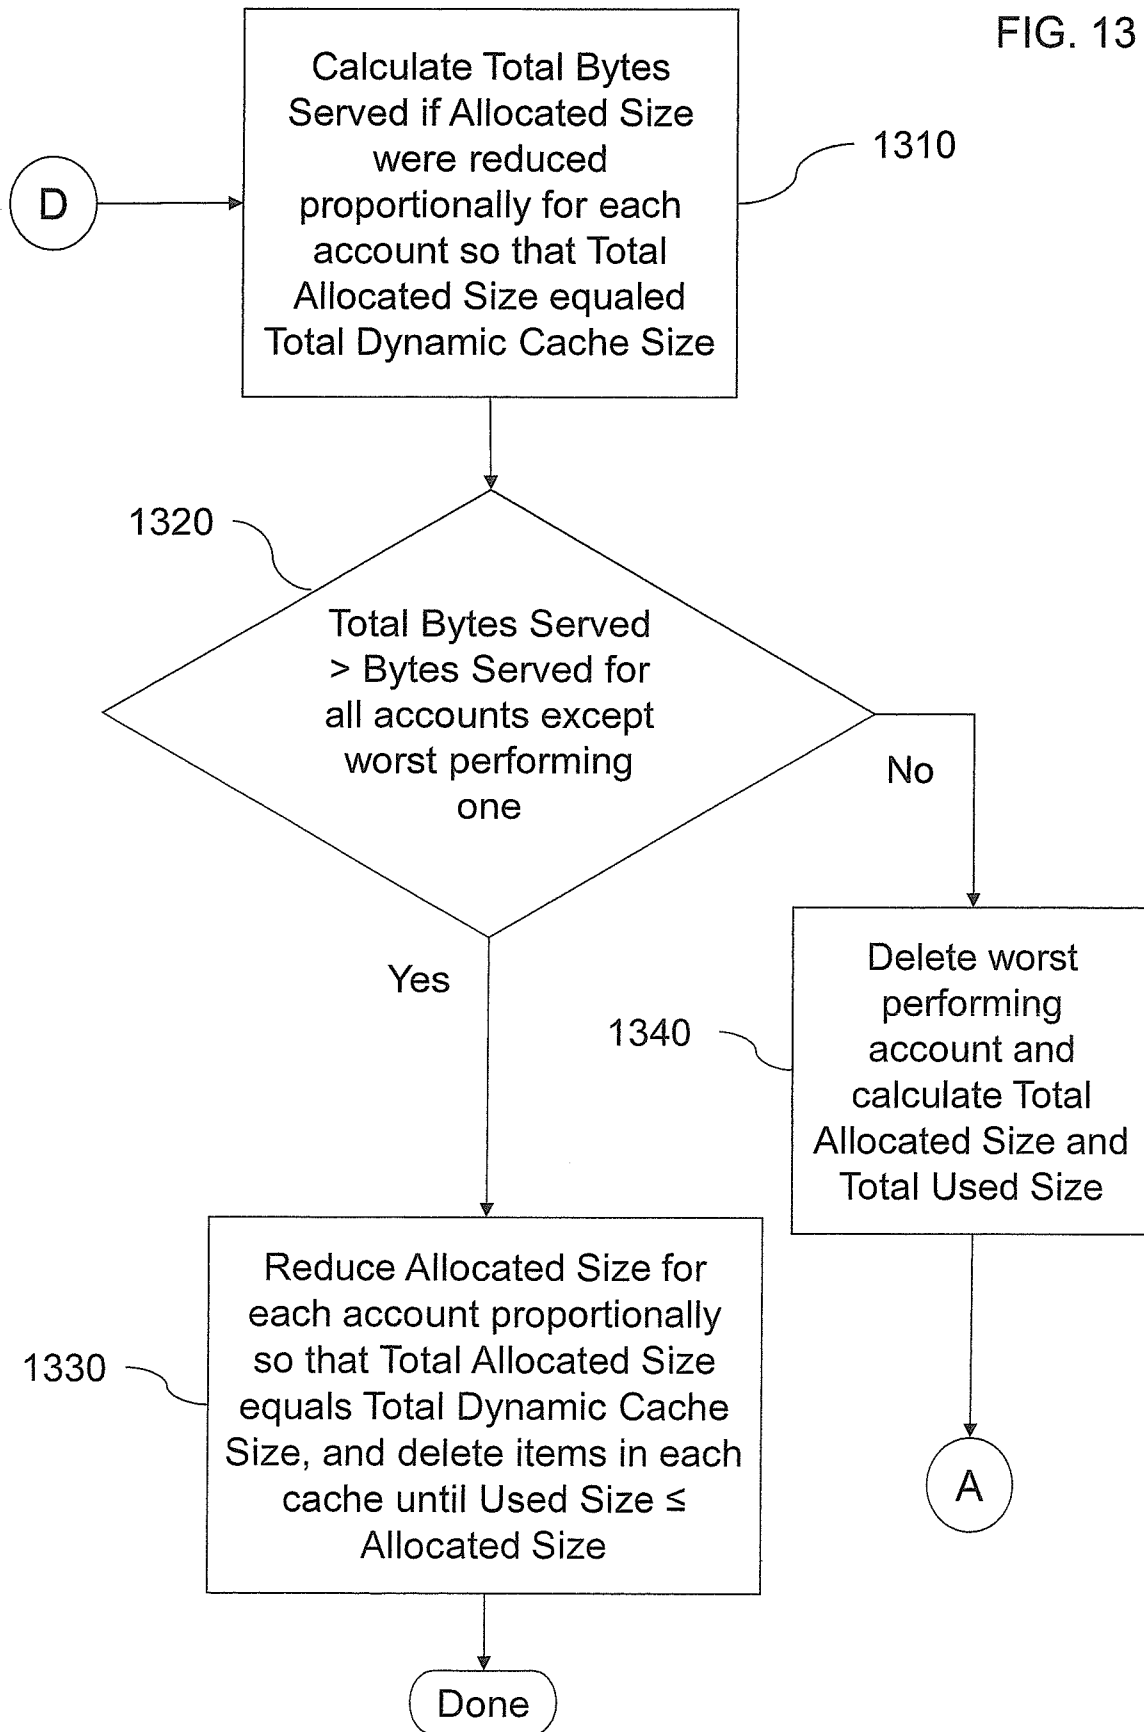 FIG. 13
Calculate Total Bytes
Served if Allocated Size
were reduced
proportionally for each
account so that Total
Allocated Size equaled
Total Dynamic Cache Size
1310
D
1320
Total Bytes Served
> Bytes Served for
all accounts except
worst performing
one
No
Yes
Delete worst
performing
account and
calculate Total
Allocated Size and
Total Used Size
1340
Reduce Allocated Size for
each account proportionally
so that Total Allocated Size
equals Total Dynamic Cache
Size, and delete items in each
cache until Used Size ≤
Allocated Size
1330
A
Done